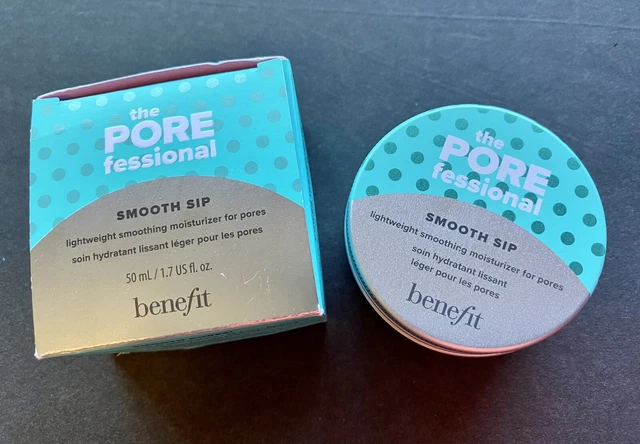 the
PORE
fessional
SMOOTH SIP
lightweight smoothing moisturizer for pores
soin hydratant lissant léger pour les pores
50 mL / 1.7 US fl. oz.
benefit
the
PORE
fessional
SMOOTH SIP
lightweight smoothing moisturizer for pores
soin hydratant lissant
léger pour les pores
benefit